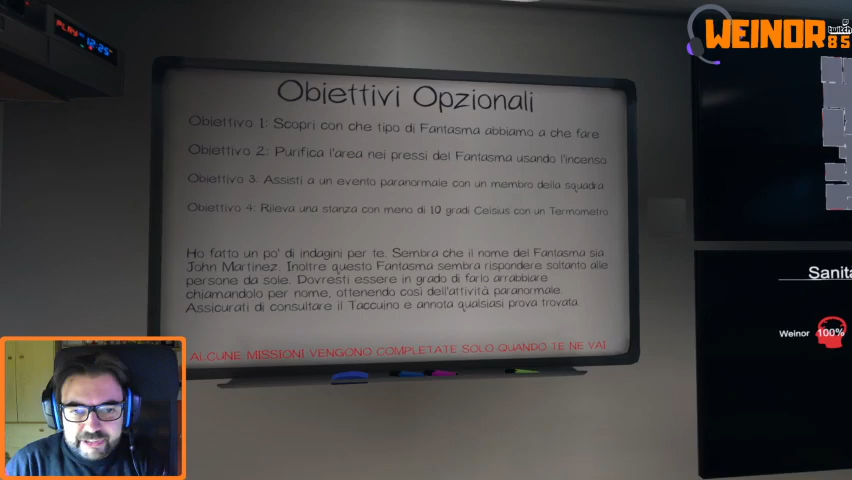 PLAY
12:25
WEINOR
twitch
85
Obiettivi Opzionali
Obiettivo 1: Scopri con che tipo di Fantasma abbiamo a che fare
Obiettivo 2: Purifica l'area nei pressi del Fantasma usando l'incenso
Obiettivo 3: Assisti a un evento paranormale con un membro della squadra
Obiettivo 4: Rileva una stanza con meno di 10 gradi Celsius con un Termometro
Ho fatto un po' di indagini per te. Sembra che il nome del Fantasma sia
John Martinez. Inoltre questo Fantasma sembra rispondere soltanto alle
persone da sole. Dovresti essere in grado di farlo arrabbiare
chiamandolo per nome, ottenendo così dell'attività paranormale.
Assicurati di consultare il Taccuino e annota qualsiasi prova trovata.
ALCUNE MISSIONI VENGONO COMPLETATE SOLO QUANDO TE NE VAI
Sanita
Weinor 100%